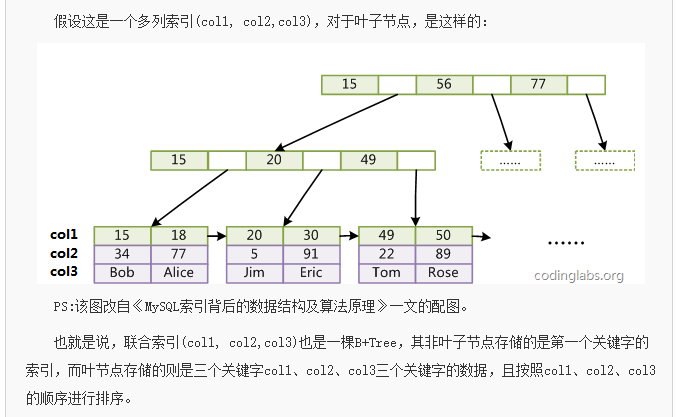 假设这是一个多列索引(col1, col2,col3)，对于叶子节点，是这样的：
15 56 77
15 20 49 …… ……
col1 15 18 20 30 49 50
col2 34 77 5 91 22 89 ……
col3 Bob Alice Jim Eric Tom Rose
codinglabs.org
PS:该图改自《MySQL索引背后的数据结构及算法原理》一文的配图。
也就是说，联合索引(col1, col2,col3)也是一棵B+Tree，其非叶子节点存储的是第一个关键字的
索引，而叶节点存储的则是三个关键字col1、col2、col3三个关键字的数据，且按照col1、col2、col3
的顺序进行排序。